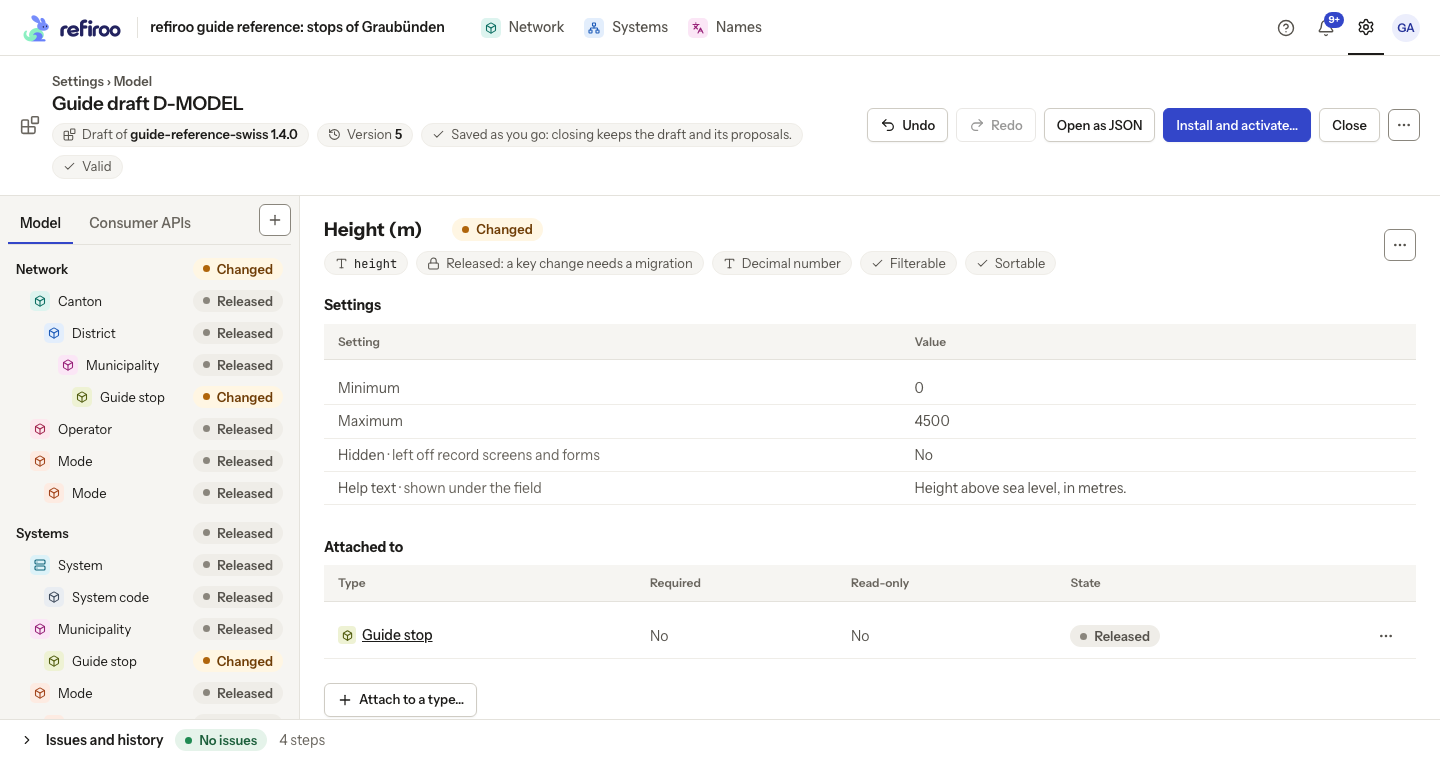 refiroo
refiroo guide reference: stops of Graubünden
Network
Systems
Names
9+
GA
Settings › Model
Guide draft D-MODEL
Draft of guide-reference-swiss 1.4.0
Version 5
Saved as you go: closing keeps the draft and its proposals.
Valid
Undo
Redo
Open as JSON
Install and activate...
Close
Model
Consumer APIs
Network Changed
Canton Released
District Released
Municipality Released
Guide stop Changed
Operator Released
Mode Released
Mode Released
Systems Released
System Released
System code Released
Municipality Released
Guide stop Changed
Mode Released
Height (m)
Changed
height
Released: a key change needs a migration
Decimal number
Filterable
Sortable
Settings
Setting Value
Minimum 0
Maximum 4500
Hidden · left off record screens and forms No
Help text · shown under the field Height above sea level, in metres.
Attached to
Type Required Read-only State
Guide stop No No Released
Attach to a type...
Issues and history
No issues
4 steps